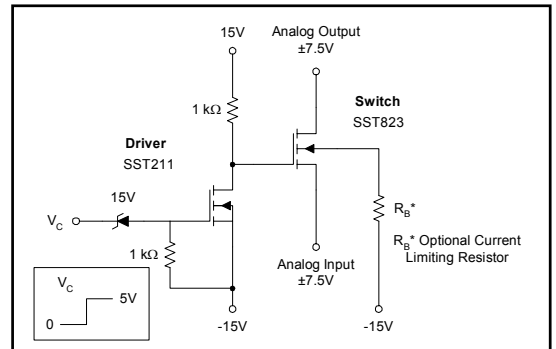 15V
Analog Output
±7.5V
1 kΩ
Switch
SST823
Driver
SST211
15V
V_C
R_B*
R_B* Optional Current
Limiting Resistor
1 kΩ
Analog Input
±7.5V
V_C
5V
0
-15V
-15V